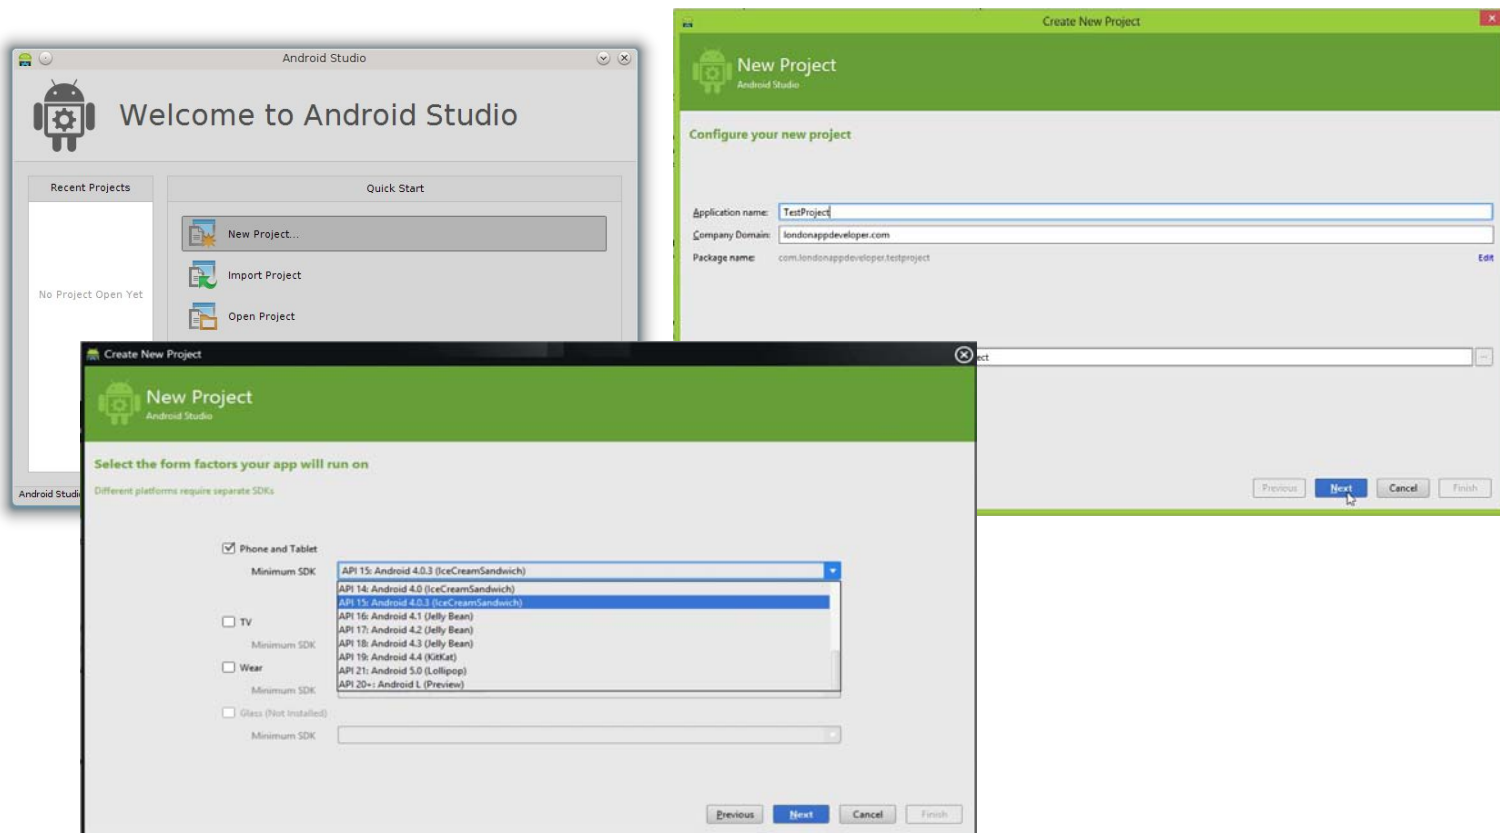 Android Studio
Welcome to Android Studio
Recent Projects
Quick Start
New Project...
Import Project
No Project Open Yet
Open Project
Android Studi
Create New Project
New Project
Android Studio
Configure your new project
Application name: TestProject
Company Domain: londonappdeveloper.com
Package name: com.londonappdeveloper.testproject
Edit
ect
...
Previous
Next
Cancel
Finish
Create New Project
New Project
Android Studio
Select the form factors your app will run on
Different platforms require separate SDKs
Phone and Tablet
Minimum SDK API 15: Android 4.0.3 (IceCreamSandwich)
API 14: Android 4.0 (IceCreamSandwich)
API 15: Android 4.0.3 (IceCreamSandwich)
API 16: Android 4.1 (Jelly Bean)
API 17: Android 4.2 (Jelly Bean)
API 18: Android 4.3 (Jelly Bean)
API 19: Android 4.4 (KitKat)
API 21: Android 5.0 (Lollipop)
API 20+: Android L (Preview)
TV
Minimum SDK
Wear
Minimum SDK
Glass (Not Installed)
Minimum SDK
Previous
Next
Cancel
Finish